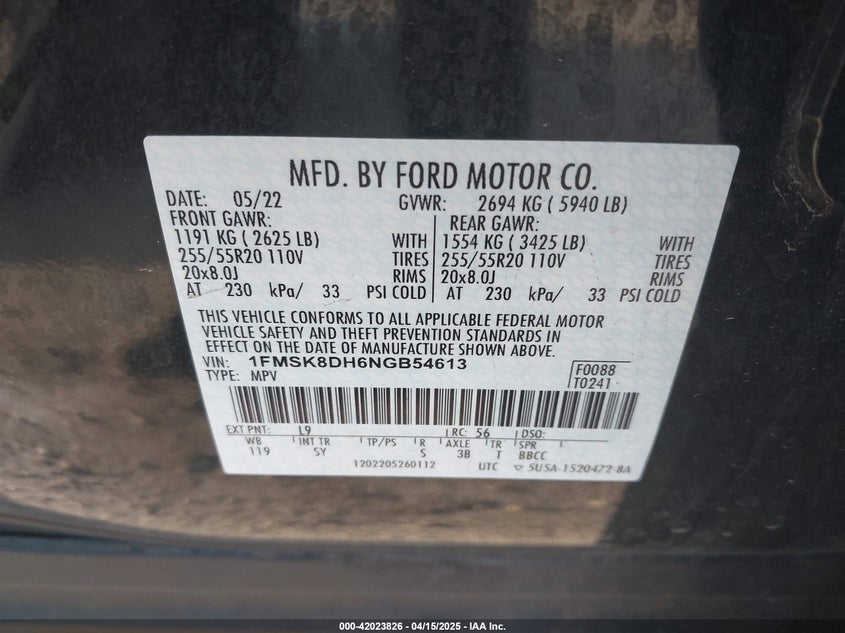 MFD. BY FORD MOTOR CO.
DATE: 05/22 GVWR: 2694 KG ( 5940 LB)
FRONT GAWR: REAR GAWR:
1191 KG ( 2625 LB) WITH 1554 KG ( 3425 LB) WITH
255/55R20 110V TIRES 255/55R20 110V TIRES
20x8.0J RIMS 20x8.0J RIMS
AT 230 kPa/ 33 PSI COLD AT 230 kPa/ 33 PSI COLD
THIS VEHICLE CONFORMS TO ALL APPLICABLE FEDERAL MOTOR
VEHICLE SAFETY AND THEFT PREVENTION STANDARDS IN
EFFECT ON THE DATE OF MANUFACTURE SHOWN ABOVE.
VIN: 1FMSK8DH6NGB54613 F0088
TYPE: MPV T0241
EXT PNT: L9 RC: 56 DSO:
WB INT TR TP/PS R AXLE TR SPR
119 SY S 3B T BBCC
1202205260112 UTC ▽ SUSA-1520472-BA
000-42023826 - 04/15/2025 - IAA Inc.